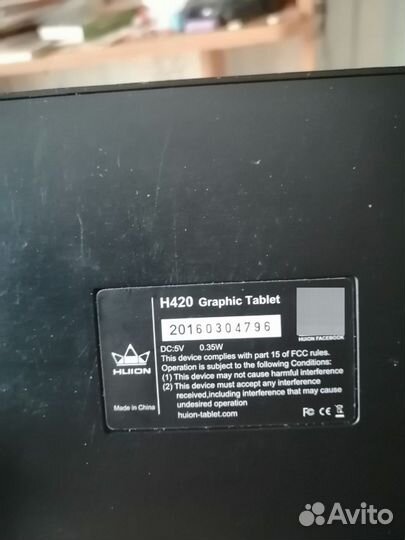 H420 Graphic Tablet
20160304796
HUION FACEBOOK
DC:5V 0.35W
This device complies with part 15 of FCC rules.
Operation is subject to the following Conditions:
(1) This device may not cause harmful interference
(2) This device must accept any interference
received,including interference that may cause
undesired operation
huion-tablet.com
HUION
Made in China
FC CE
Avito